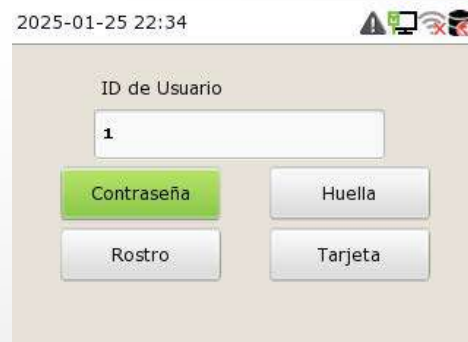 2025-01-25 22:34
ID de Usuario
1
Contraseña Huella
Rostro Tarjeta